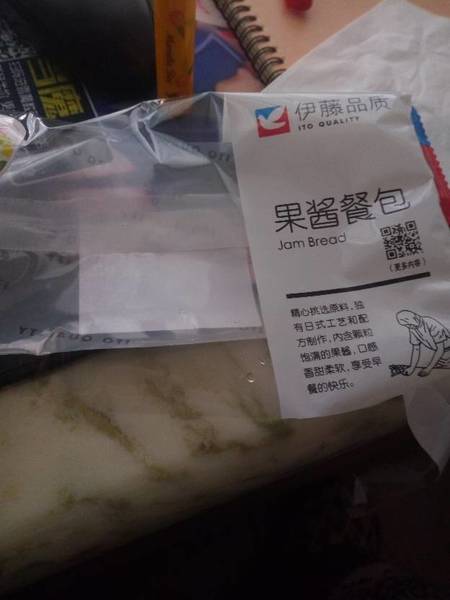 伊藤品质
ITO QUALITY
果酱餐包
Jam Bread
(更多内容)
精心挑选原料，独
有日式工艺和配
方制作，内含颗粒
饱满的果酱，口感
香甜柔软，享受早
餐的快乐。